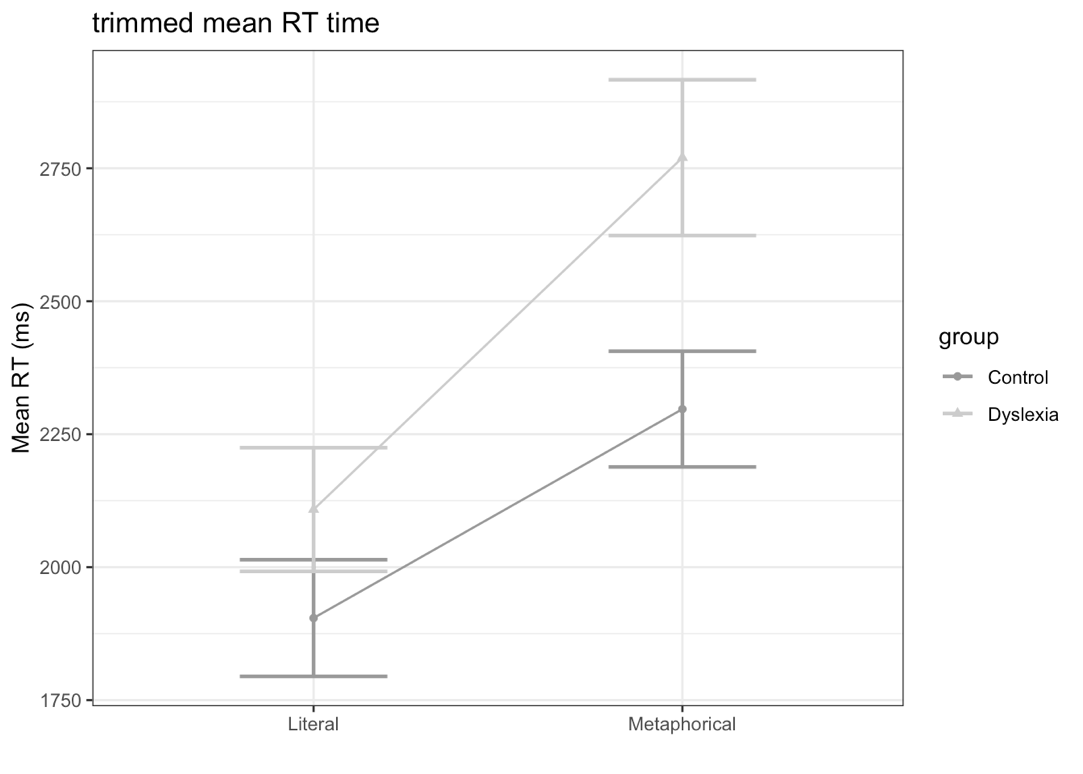 trimmed mean RT time
Mean RT (ms)
2750
2500
2250
2000
1750
Literal
Metaphorical
group
Control
Dyslexia